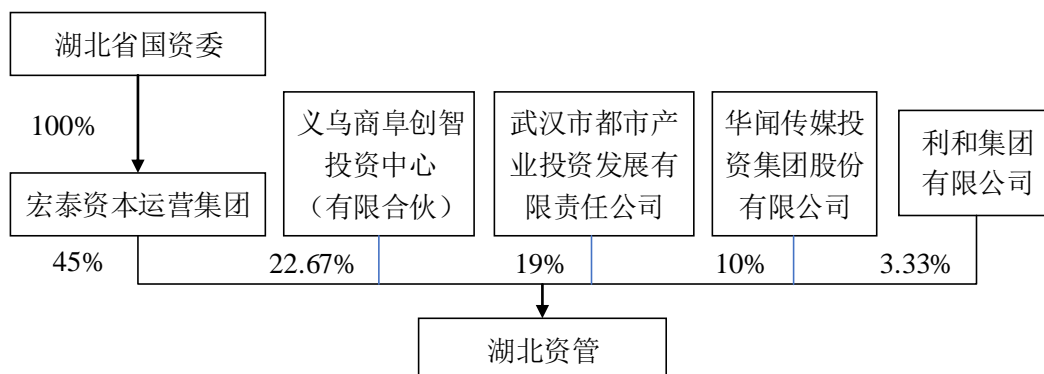 湖北省国资委
100%
宏泰资本运营集团
义乌商阜创智
投资中心
（有限合伙）
武汉市都市产
业投资发展有
限责任公司
华闻传媒投
资集团股份
有限公司
利和集团
有限公司
45%
22.67%
19%
10%
3.33%
湖北资管